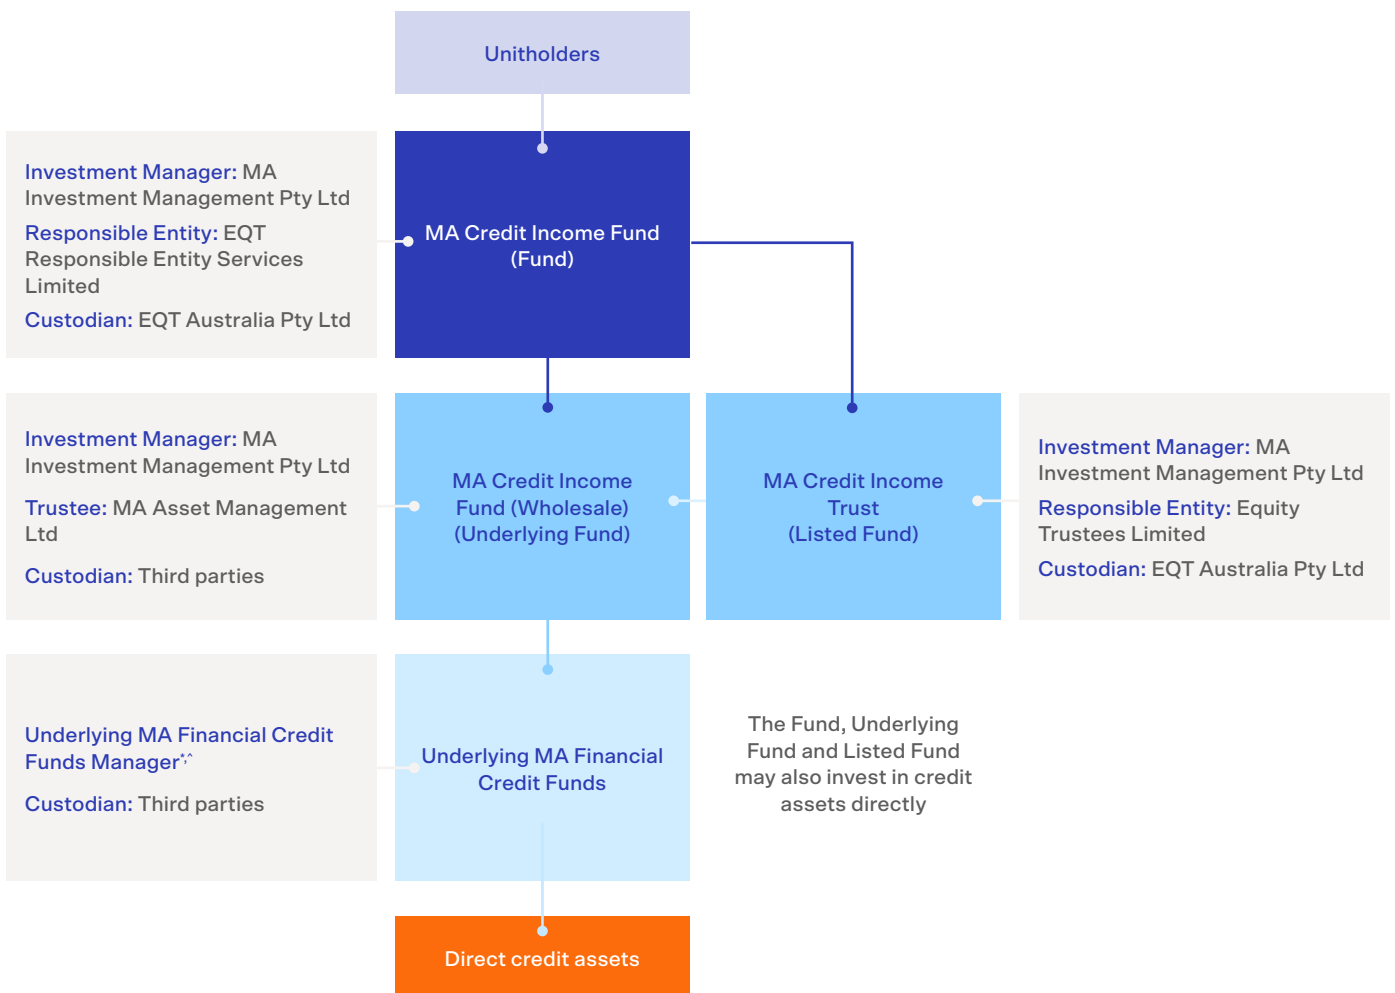 Unitholders
Investment Manager: MA
Investment Management Pty Ltd
Responsible Entity: EQT
Responsible Entity Services
Limited
Custodian: EQT Australia Pty Ltd
MA Credit Income Fund
(Fund)
Investment Manager: MA
Investment Management Pty Ltd
Trustee: MA Asset Management
Ltd
Custodian: Third parties
MA Credit Income
Fund (Wholesale)
(Underlying Fund)
MA Credit Income
Trust
(Listed Fund)
Investment Manager: MA
Investment Management Pty Ltd
Responsible Entity: Equity
Trustees Limited
Custodian: EQT Australia Pty Ltd
Underlying MA Financial Credit
Funds Manager*,^
Custodian: Third parties
Underlying MA Financial
Credit Funds
The Fund, Underlying
Fund and Listed Fund
may also invest in credit
assets directly
Direct credit assets